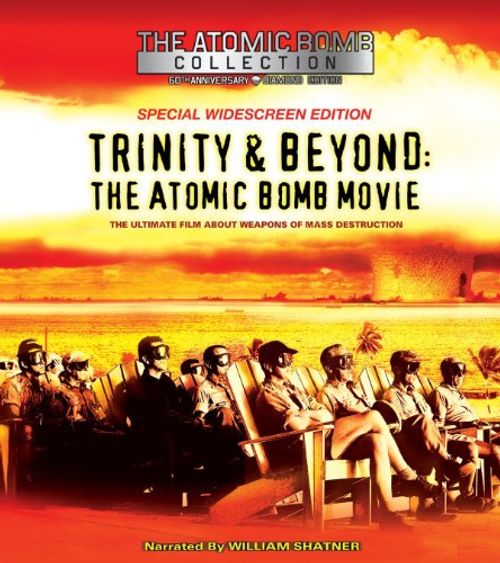 THE ATOMIC BOMB
COLLECTION
60TH ANNIVERSARY DIAMOND EDITION
SPECIAL WIDESCREEN EDITION
TRINITY & BEYOND:
THE ATOMIC BOMB MOVIE
THE ULTIMATE FILM ABOUT WEAPONS OF MASS DESTRUCTION
Narrated By WILLIAM SHATNER